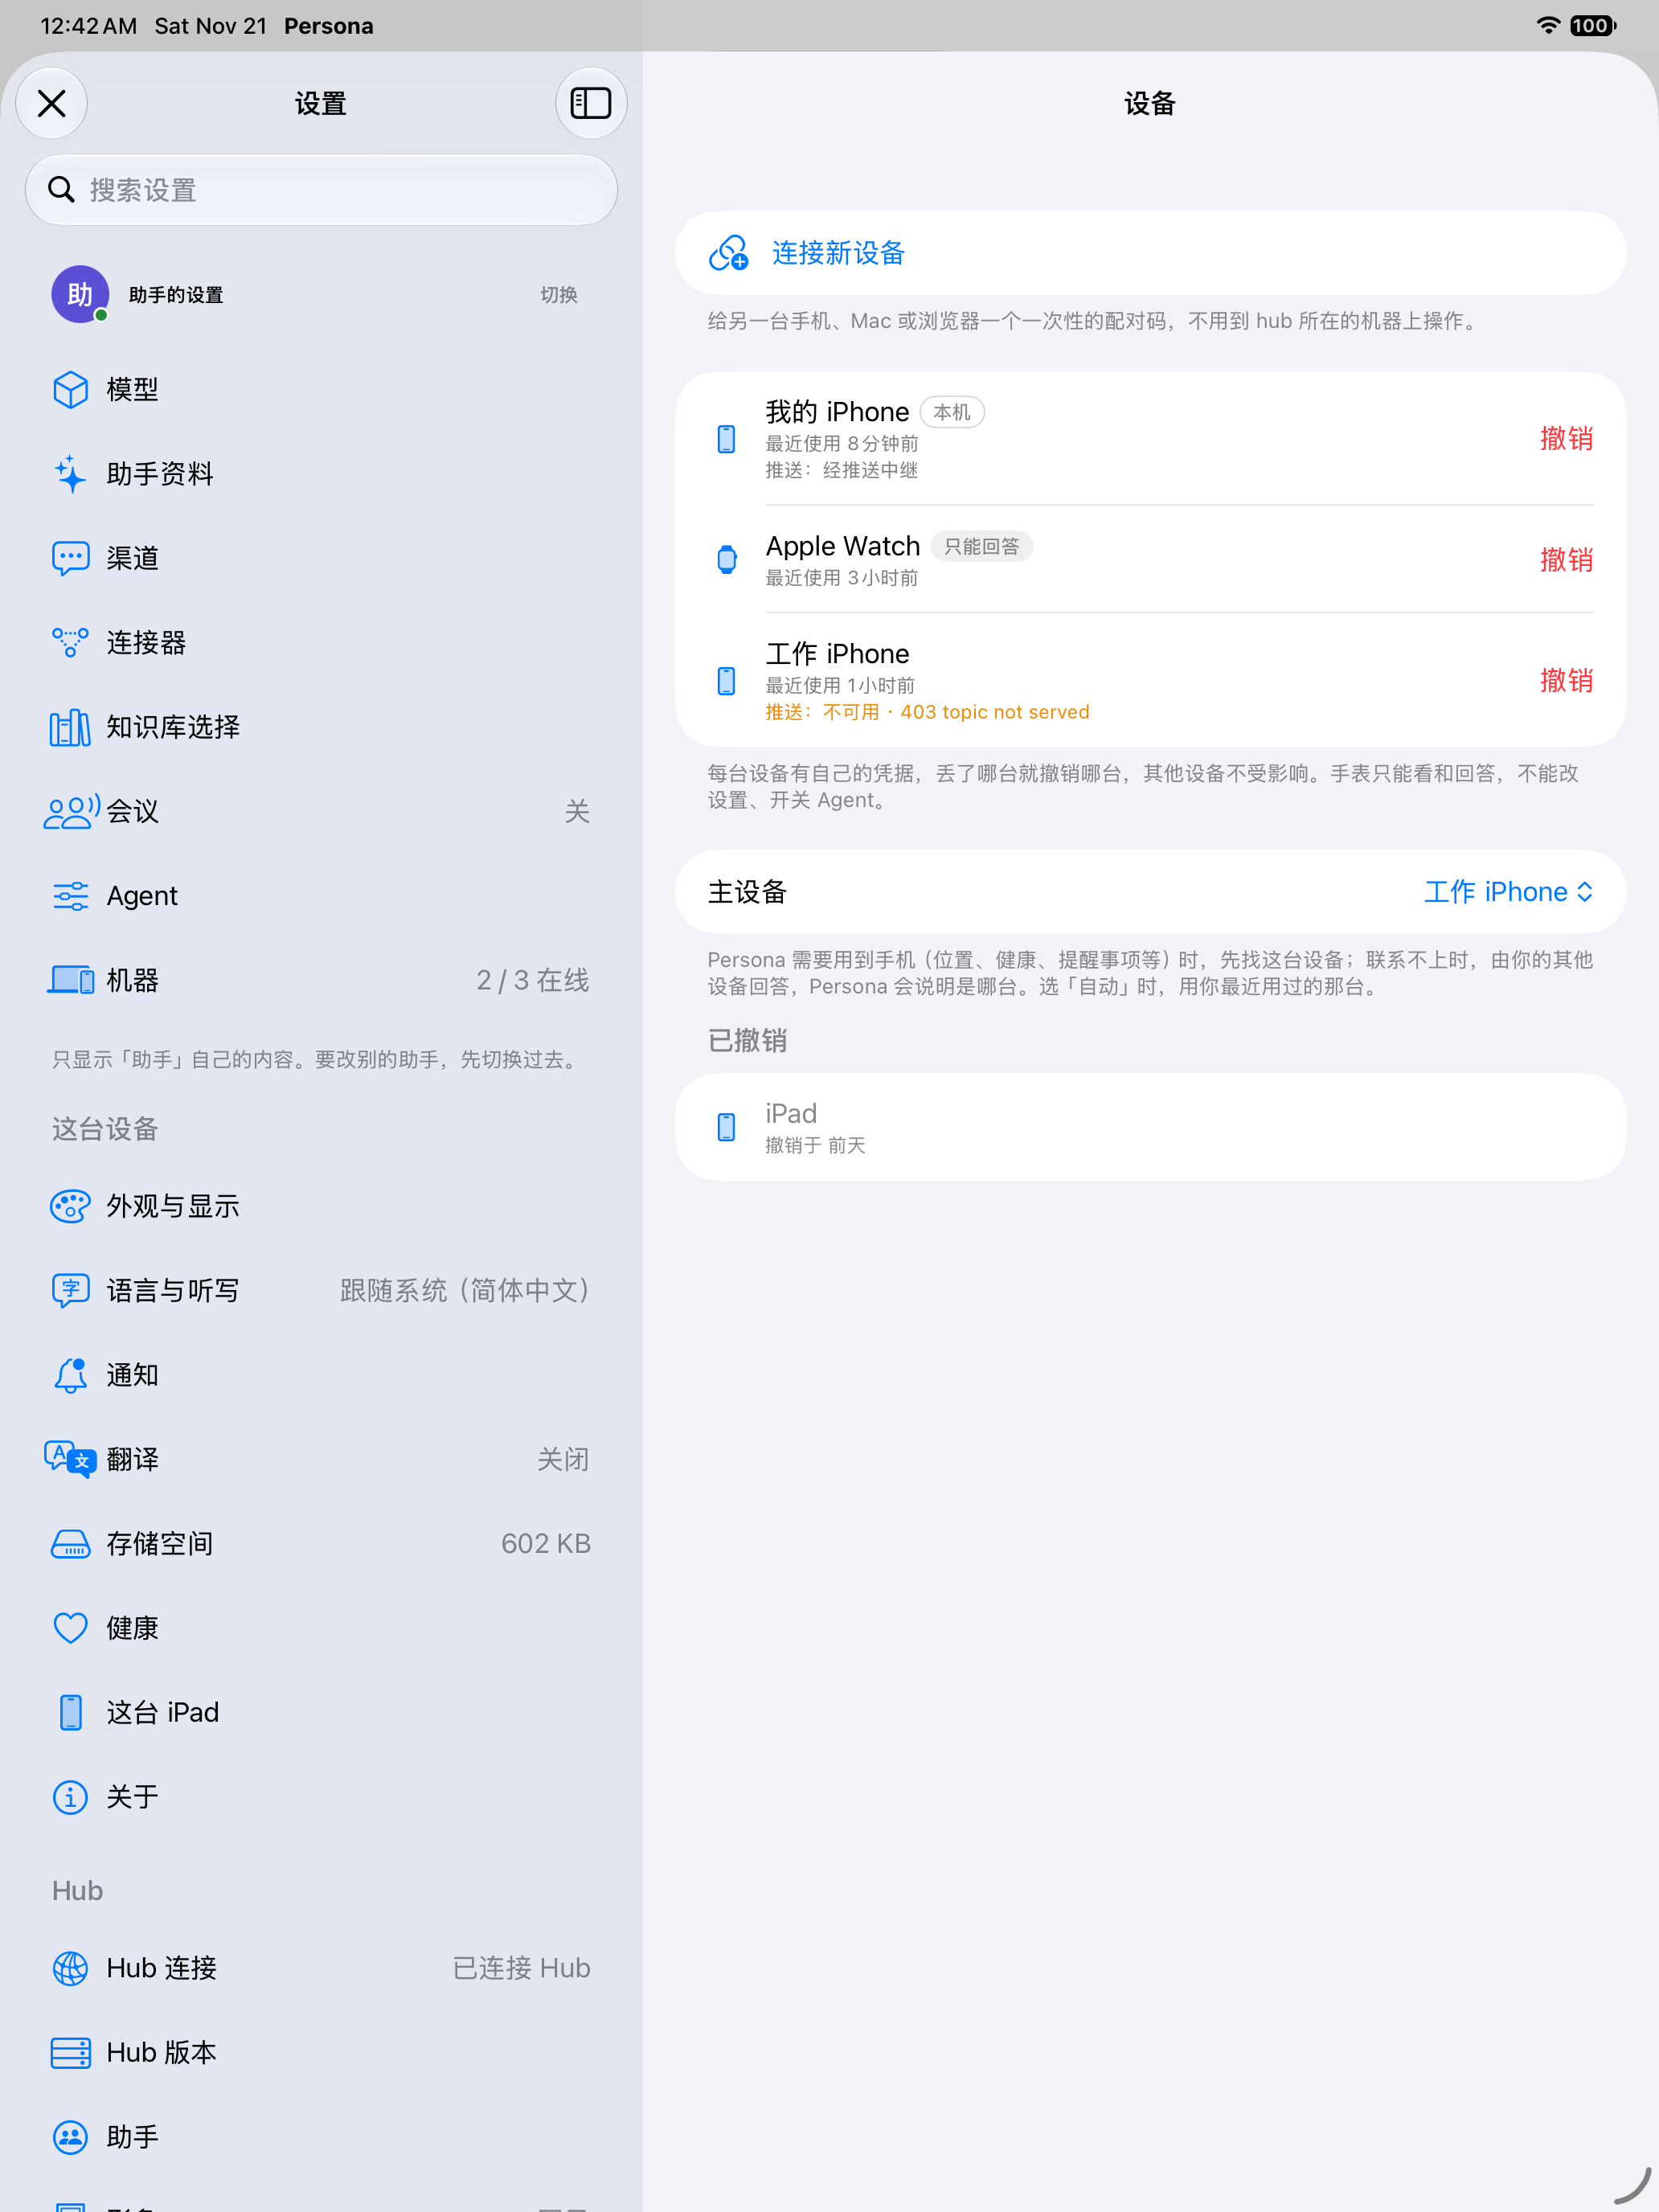 12:42 AM Sat Nov 21 Persona
100
设置
搜索设置
助 助手的设置 切换
模型
助手资料
渠道
连接器
知识库选择
会议 关
Agent
机器 2 / 3 在线
只显示「助手」自己的内容。要改别的助手，先切换过去。
这台设备
外观与显示
字 语言与听写 跟随系统（简体中文）
通知
A 文 翻译 关闭
存储空间 602 KB
健康
这台 iPad
关于
Hub
Hub 连接 已连接 Hub
Hub 版本
助手
设备
连接新设备
给另一台手机、Mac 或浏览器一个一次性的配对码，不用到 hub 所在的机器上操作。
我的 iPhone 本机
最近使用 8分钟前
推送：经推送中继
撤销
Apple Watch 只能回答
最近使用 3小时前
撤销
工作 iPhone
最近使用 1小时前
推送：不可用 · 403 topic not served
撤销
每台设备有自己的凭据，丢了哪台就撤销哪台，其他设备不受影响。手表只能看和回答，不能改
设置、开关 Agent。
主设备 工作 iPhone
Persona 需要用到手机（位置、健康、提醒事项等）时，先找这台设备；联系不上时，由你的其他
设备回答，Persona 会说明是哪台。选「自动」时，用你最近用过的那台。
已撤销
iPad
撤销于 前天